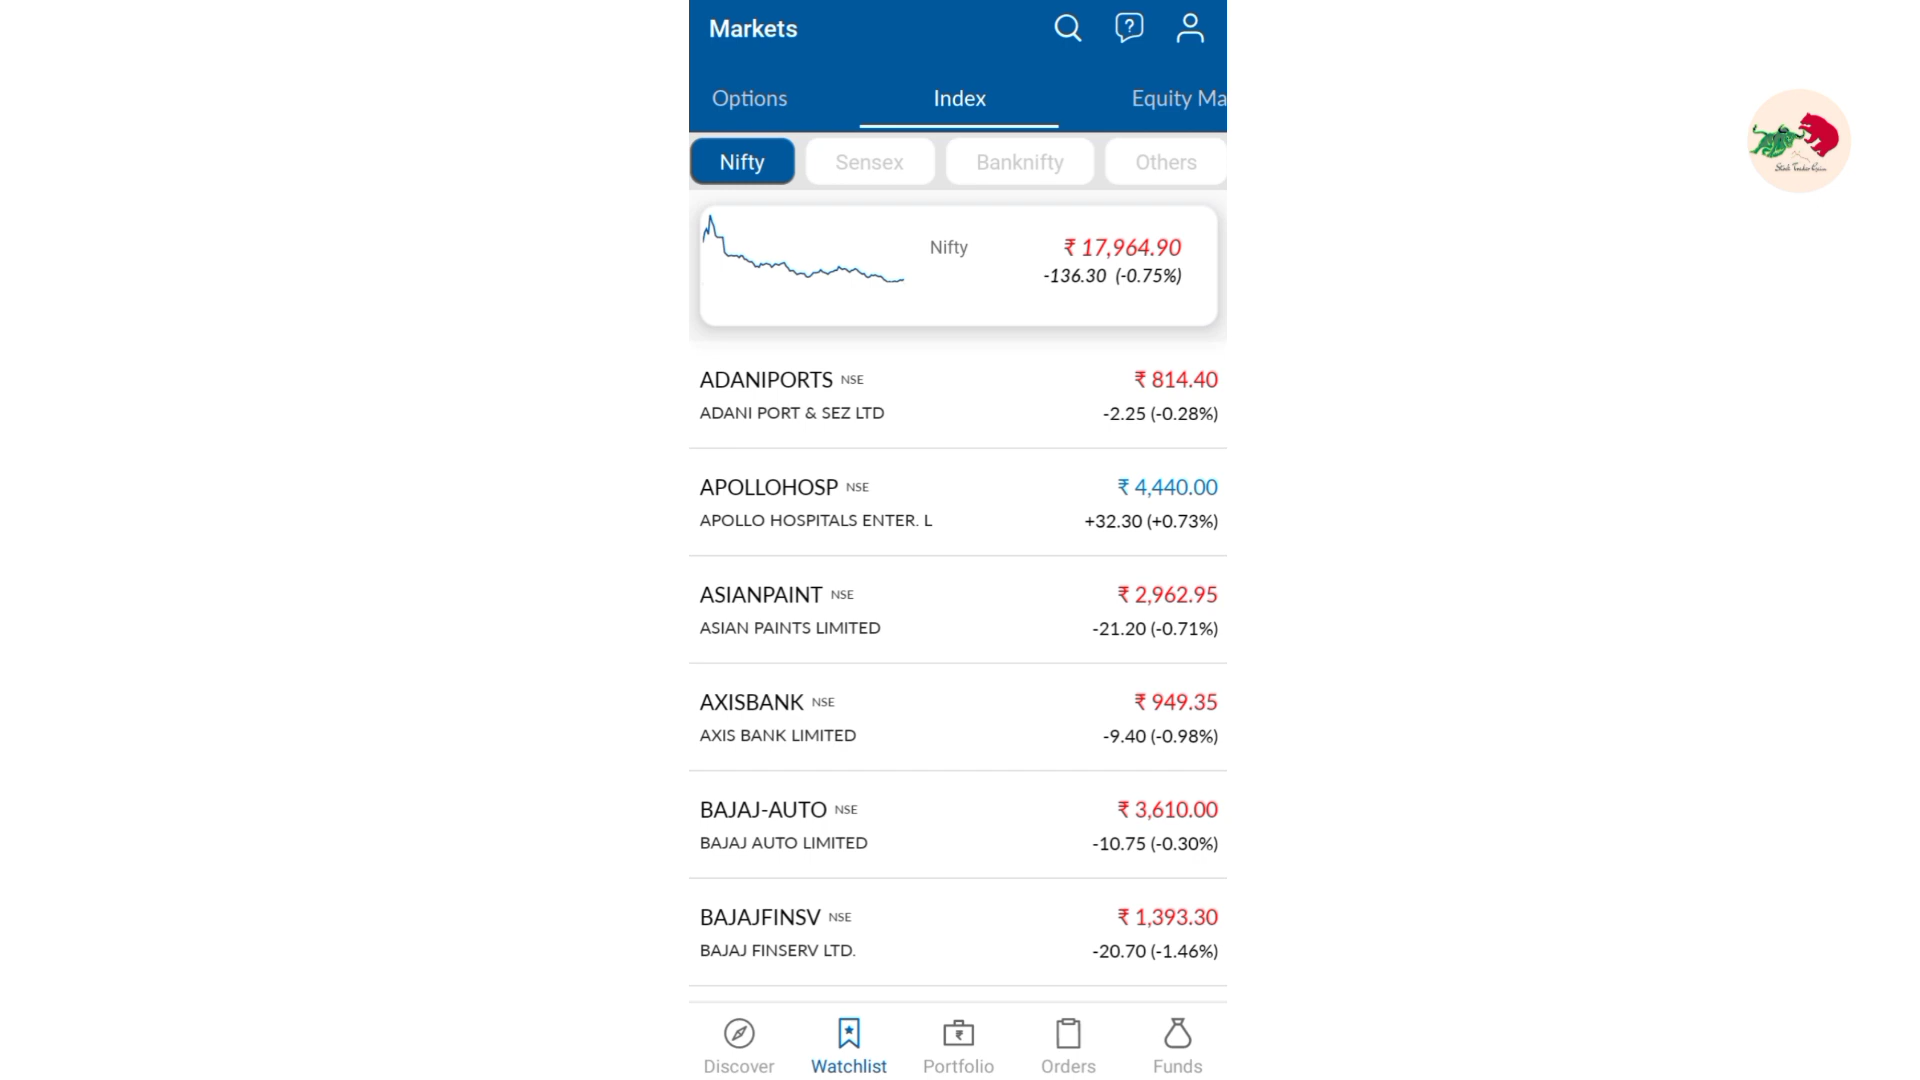 Markets
Options Index Equity Ma
Nifty Sensex Banknifty Others
Nifty ₹ 17,964.90
-136.30 (-0.75%)
ADANIPORTS NSE ₹ 814.40
ADANI PORT & SEZ LTD -2.25 (-0.28%)
APOLLOHOSP NSE ₹ 4,440.00
APOLLO HOSPITALS ENTER. L +32.30 (+0.73%)
ASIANPAINT NSE ₹ 2,962.95
ASIAN PAINTS LIMITED -21.20 (-0.71%)
AXISBANK NSE ₹ 949.35
AXIS BANK LIMITED -9.40 (-0.98%)
BAJAJ-AUTO NSE ₹ 3,610.00
BAJAJ AUTO LIMITED -10.75 (-0.30%)
BAJAJFINSV NSE ₹ 1,393.30
BAJAJ FINSERV LTD. -20.70 (-1.46%)
Discover Watchlist Portfolio Orders Funds